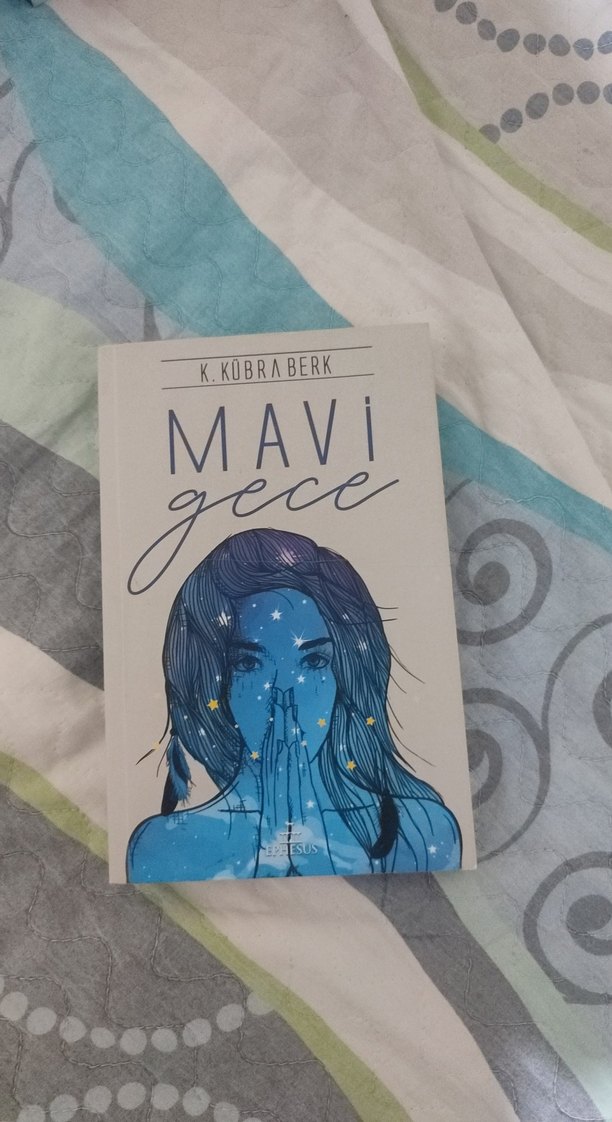 K. KÜBRA BERK
MAVİ
gece
EPHESUS